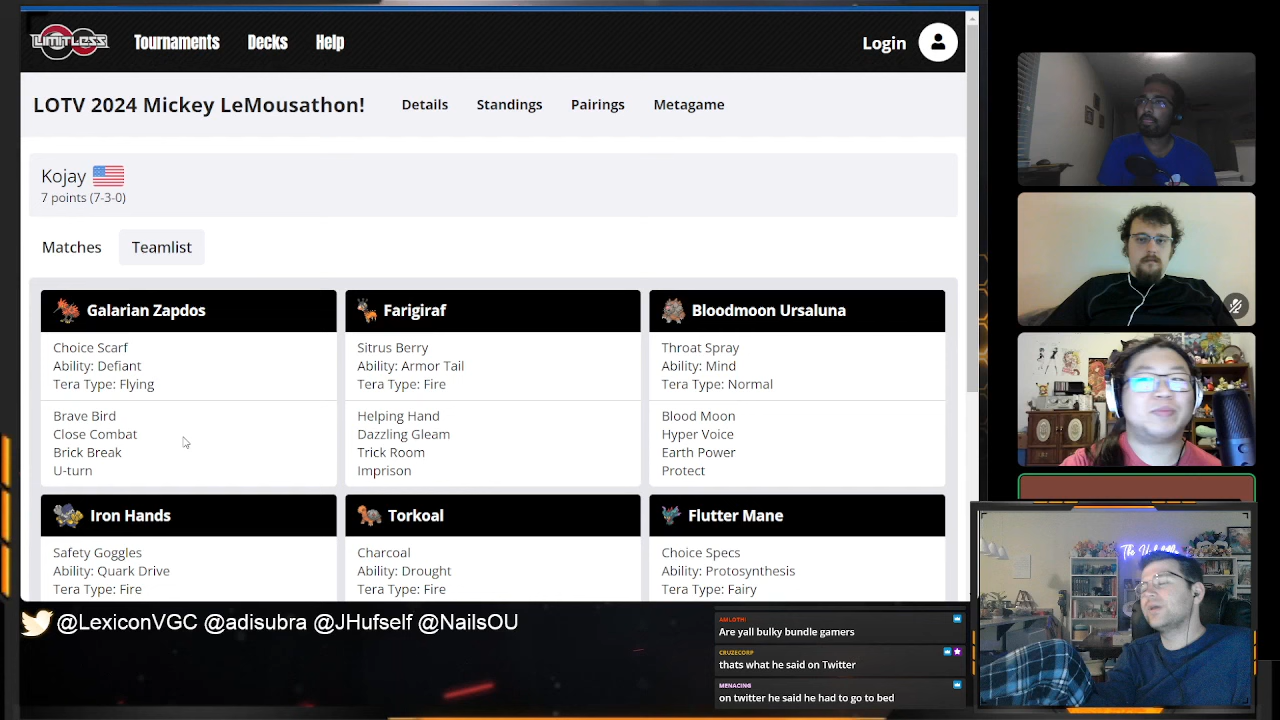 LIMITLESS
Tournaments Decks Help
Login
LOTV 2024 Mickey LeMousathon!
Details Standings Pairings Metagame
Kojay
7 points (7-3-0)
Matches Teamlist
Galarian Zapdos
Choice Scarf
Ability: Defiant
Tera Type: Flying
Brave Bird
Close Combat
Brick Break
U-turn
Farigiraf
Sitrus Berry
Ability: Armor Tail
Tera Type: Fire
Helping Hand
Dazzling Gleam
Trick Room
Imprison
Bloodmoon Ursaluna
Throat Spray
Ability: Mind
Tera Type: Normal
Blood Moon
Hyper Voice
Earth Power
Protect
Iron Hands
Safety Goggles
Ability: Quark Drive
Tera Type: Fire
Torkoal
Charcoal
Ability: Drought
Tera Type: Fire
Flutter Mane
Choice Specs
Ability: Protosynthesis
Tera Type: Fairy
@LexiconVGC @adisubra @JHufself @NailsOU
AMLOTHI
Are yall bulky bundle gamers
CRUZECORP
thats what he said on Twitter
MENACING
on twitter he said he had to go to bed